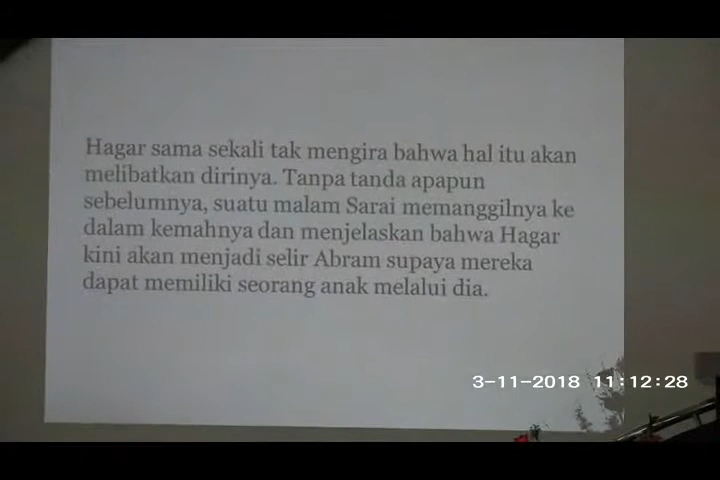 Hagar sama sekali tak mengira bahwa hal itu akan
melibatkan dirinya. Tanpa tanda apapun
sebelumnya, suatu malam Sarai memanggilnya ke
dalam kemahnya dan menjelaskan bahwa Hagar
kini akan menjadi selir Abram supaya mereka
dapat memiliki seorang anak melalui dia.
3-11-2018 11:12:28